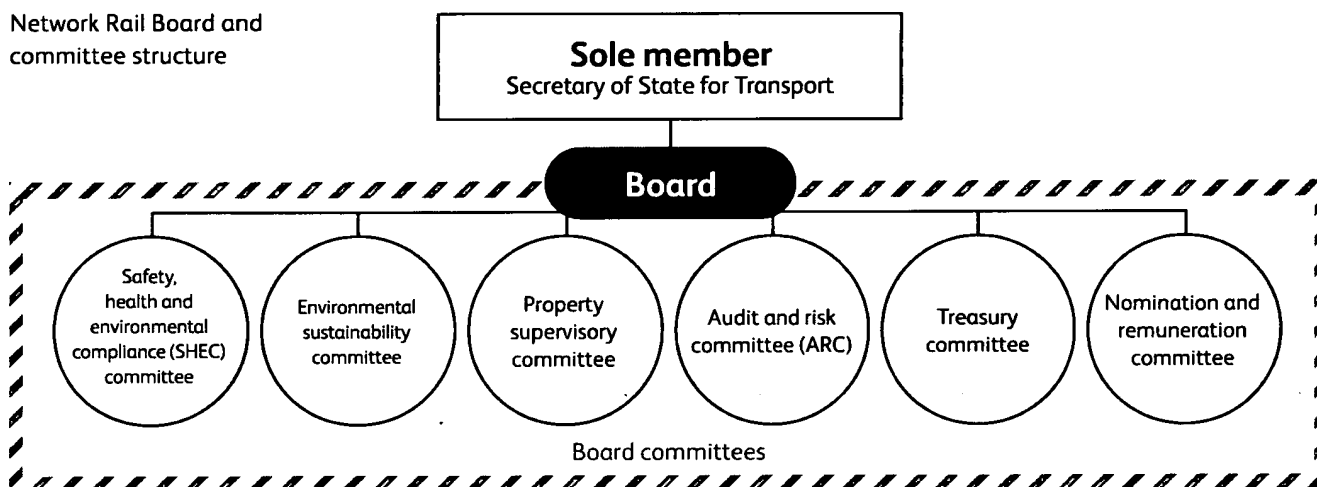 Network Rail Board and
committee structure
Sole member
Secretary of State for Transport
Board
Safety,
health and
environmental
compliance (SHEC)
committee
Environmental
sustainability
committee
Property
supervisory
committee
Audit and risk
committee (ARC)
Treasury
committee
Nomination and
remuneration
committee
Board committees